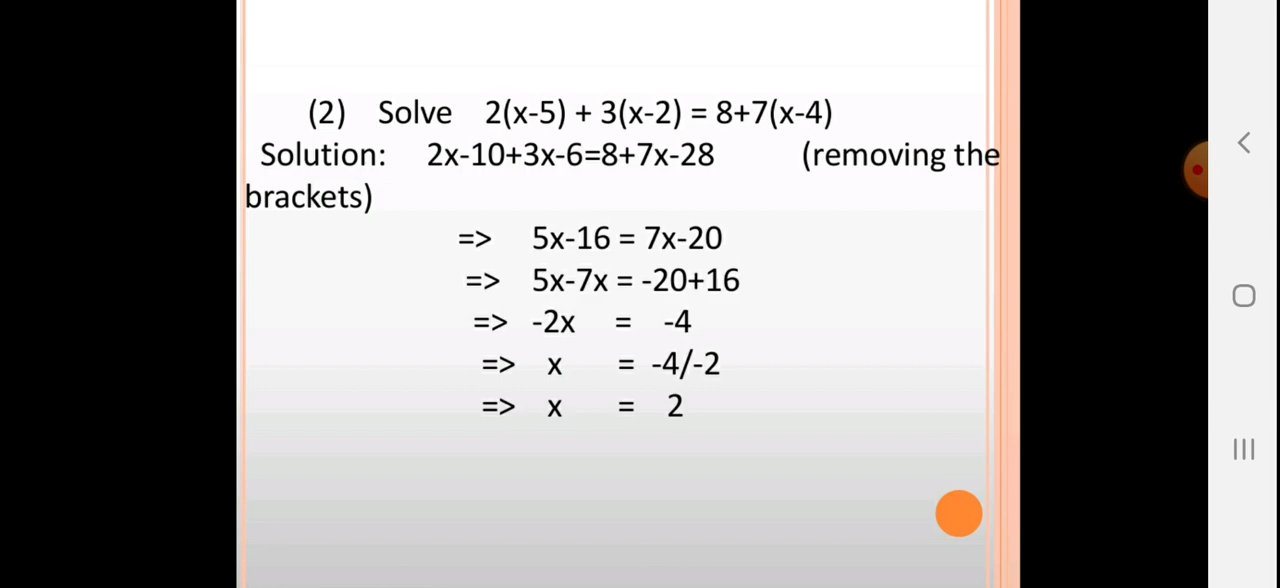 (2) Solve 2(x-5) + 3(x-2) = 8+7(x-4)
Solution: 2x-10+3x-6=8+7x-28 (removing the
brackets)
=> 5x-16 = 7x-20
=> 5x-7x = -20+16
=> -2x = -4
=> x = -4/-2
=> x = 2